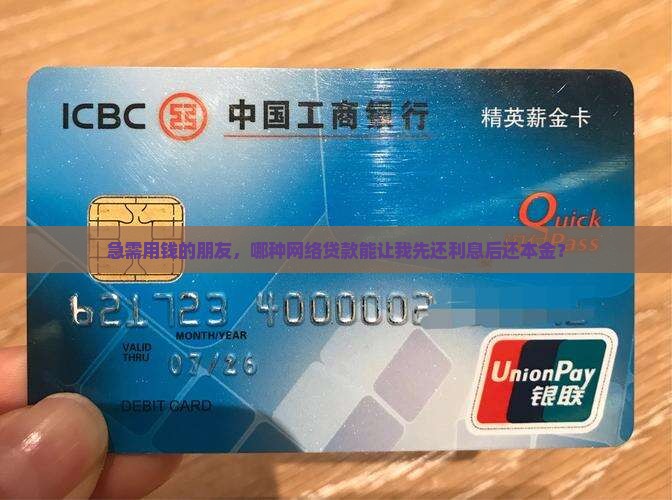 ICBC 中国工商银行 精英薪金卡
Quick
Pass
急需用钱的朋友，哪种网络贷款能让我先还利息后还本金？
621723 4000002
MONTH/YEAR
VALID
THRU
07/26
DEBIT CARD
UnionPay
银联